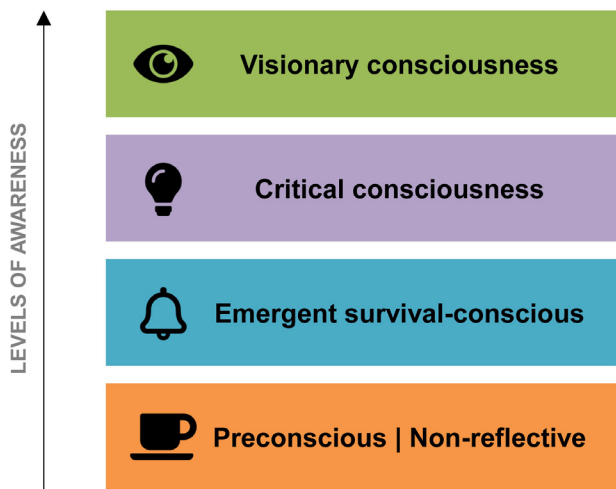 LEVELS OF AWARENESS
Visionary consciousness
Critical consciousness
Emergent survival-conscious
Preconscious | Non-reflective